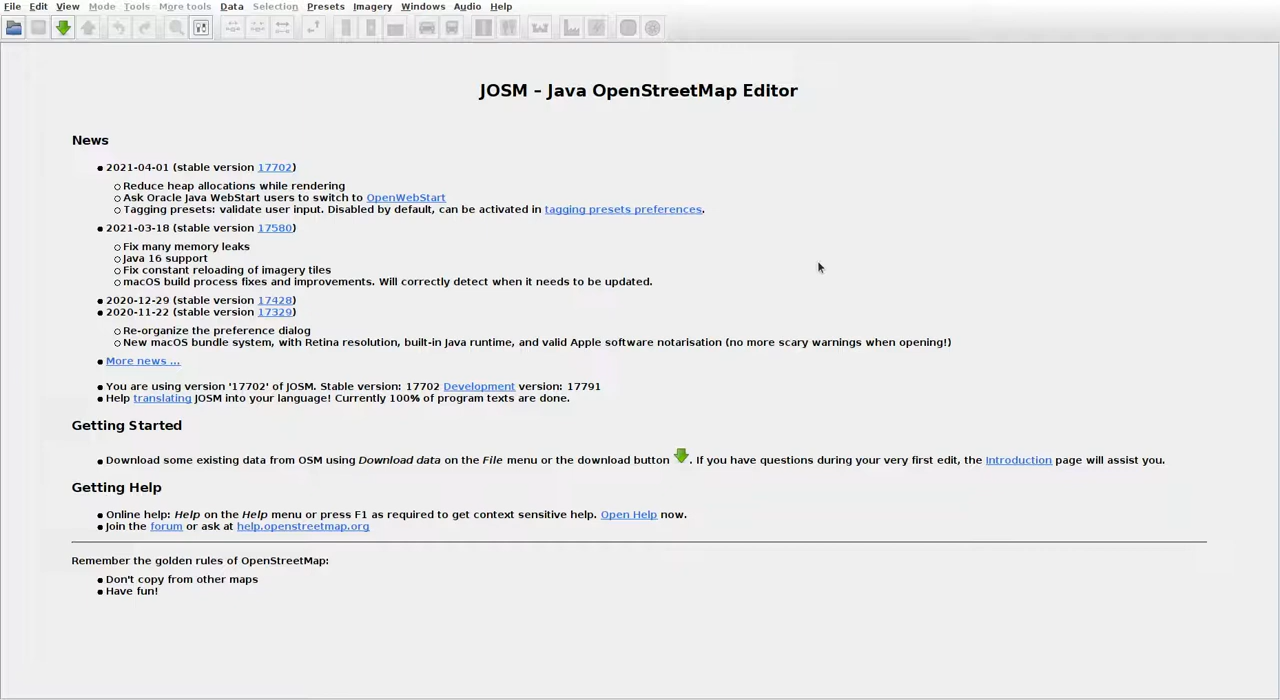 File Edit View Mode Tools More tools Data Selection Presets Imagery Windows Audio Help
JOSM – Java OpenStreetMap Editor
News
2021-04-01 (stable version 17702)
Reduce heap allocations while rendering
Ask Oracle Java WebStart users to switch to OpenWebStart
Tagging presets: validate user input. Disabled by default, can be activated in tagging presets preferences.
2021-03-18 (stable version 17580)
Fix many memory leaks
Java 16 support
Fix constant reloading of imagery tiles
macOS build process fixes and improvements. Will correctly detect when it needs to be updated.
2020-12-29 (stable version 17428)
2020-11-22 (stable version 17329)
Re-organize the preference dialog
New macOS bundle system, with Retina resolution, built-in Java runtime, and valid Apple software notarisation (no more scary warnings when opening!)
More news ...
You are using version '17702' of JOSM. Stable version: 17702 Development version: 17791
Help translating JOSM into your language! Currently 100% of program texts are done.
Getting Started
Download some existing data from OSM using Download data on the File menu or the download button . If you have questions during your very first edit, the Introduction page will assist you.
Getting Help
Online help: Help on the Help menu or press F1 as required to get context sensitive help. Open Help now.
Join the forum or ask at help.openstreetmap.org
Remember the golden rules of OpenStreetMap:
Don't copy from other maps
Have fun!